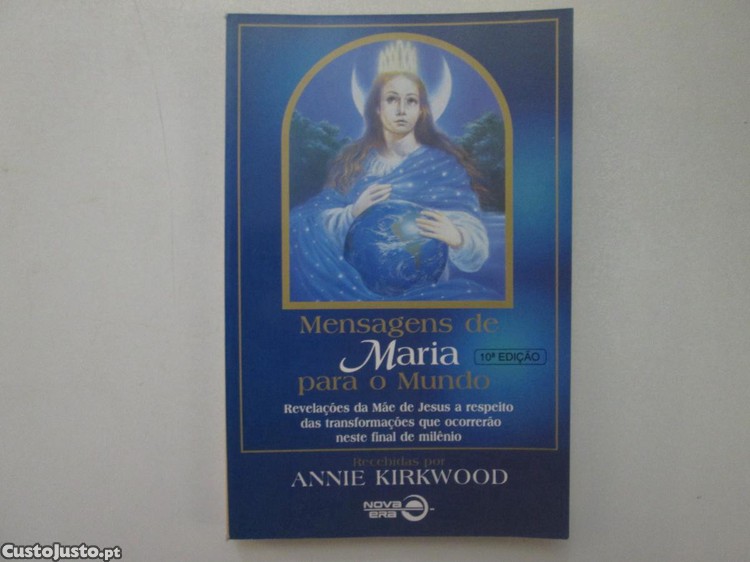 Mensagens de
Maria
10ª EDIÇÃO
para o Mundo
Revelações da Mãe de Jesus a respeito
das transformações que ocorrerão
neste final de milênio
Recebidas por
ANNIE KIRKWOOD
NOVA
ERA
CustoJusto.pt